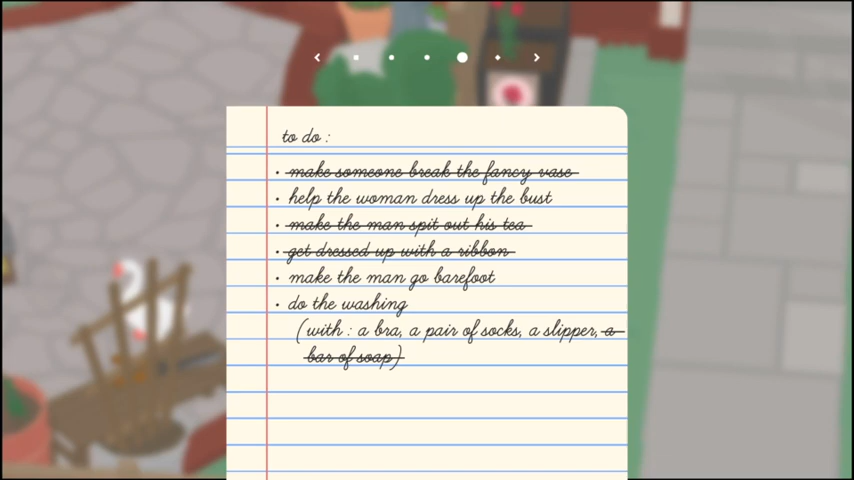 to do :
• make someone break the fancy vase
• help the woman dress up the bust
• make the man spit out his tea
• get dressed up with a ribbon
• make the man go barefoot
• do the washing
(with : a bra, a pair of socks, a slipper, a
bar of soap)